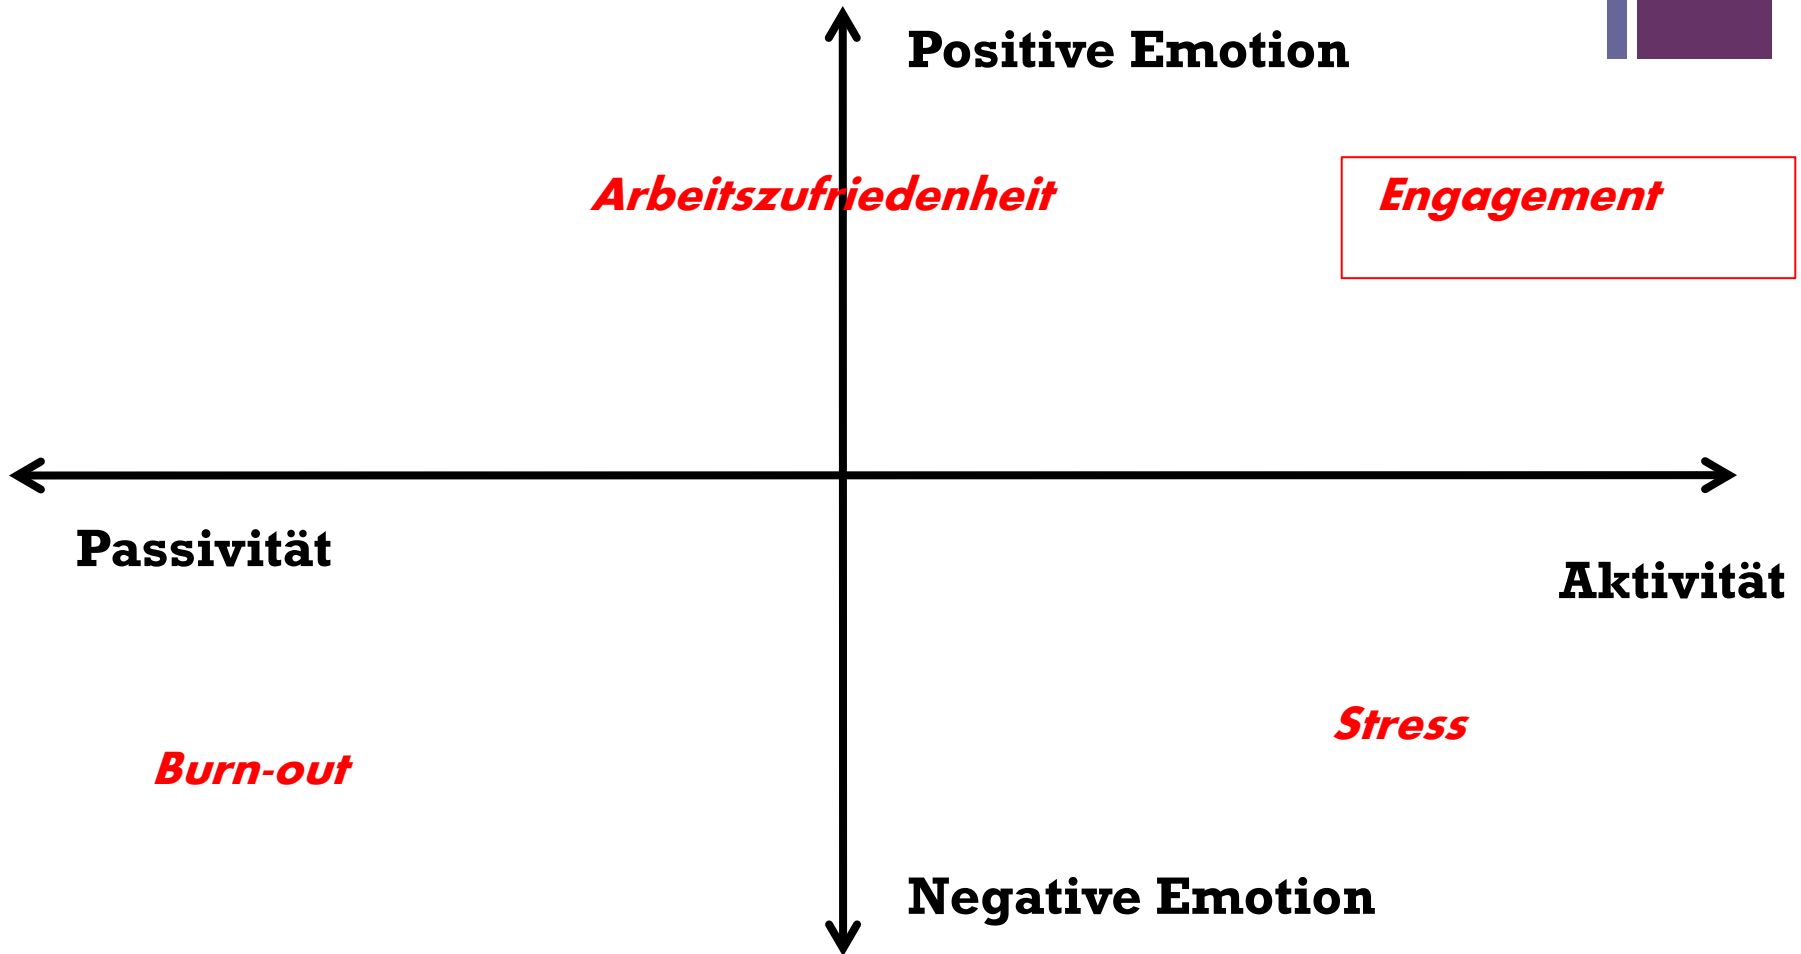 Positive Emotion
Arbeitszufriedenheit
Engagement
Passivität
Aktivität
Stress
Burn-out
Negative Emotion